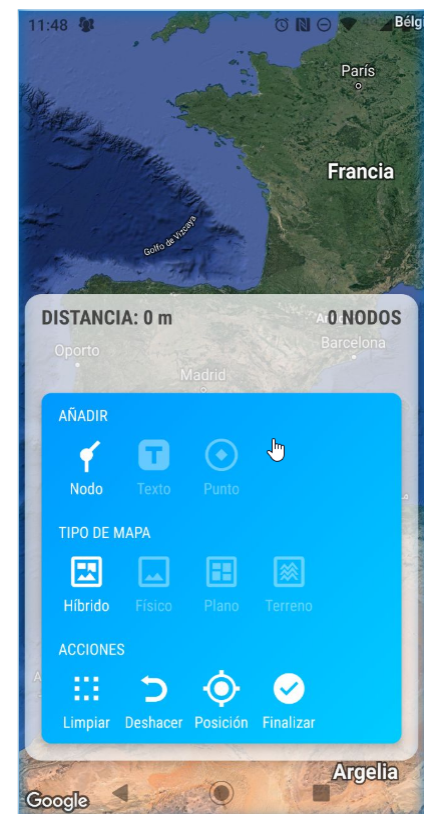 11:48
Bélgi
París
Francia
Golfo de Vizcaya
DISTANCIA: 0 m
0 NODOS
Oporto
Barcelona
Madrid
AÑADIR
Nodo Texto Punto
TIPO DE MAPA
Híbrido Físico Plano Terreno
ACCIONES
Limpiar Deshacer Posición Finalizar
Argelia
Google